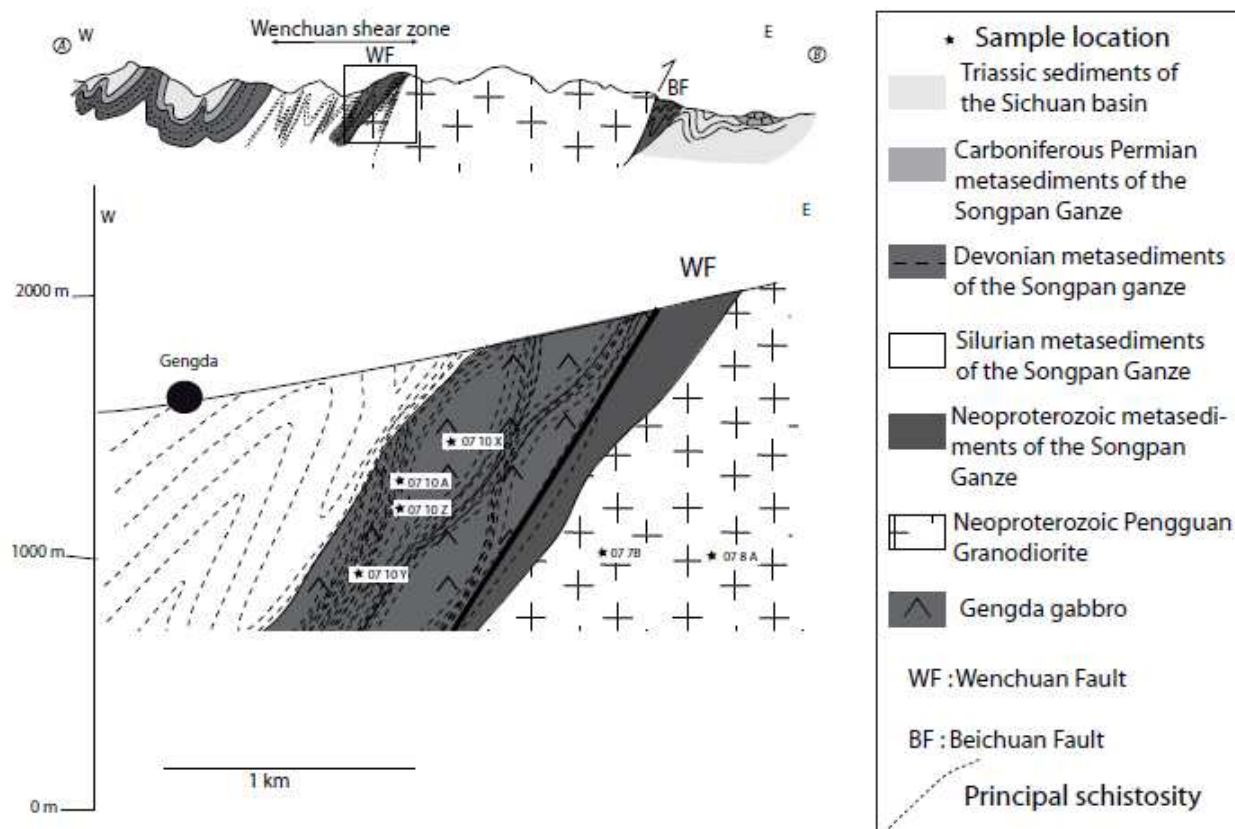 Wenchuan shear zone
A
W
WF
E
B
BF
W
E
WF
2000 m
Gengda
07 10 X
07 10 A
07 10 Z
1000 m
07 7B
07 8 A
07 10 Y
1 km
0 m
Sample location
Triassic sediments of
the Sichuan basin
Carboniferous Permian
metasediments of the
Songpan Ganze
Devonian metasediments
of the Songpan ganze
Silurian metasediments
of the Songpan Ganze
Neoproterozoic metasedi-
ments of the Songpan
Ganze
Neoproterozoic Pengguan
Granodiorite
Gengda gabbro
WF : Wenchuan Fault
BF : Beichuan Fault
Principal schistosity